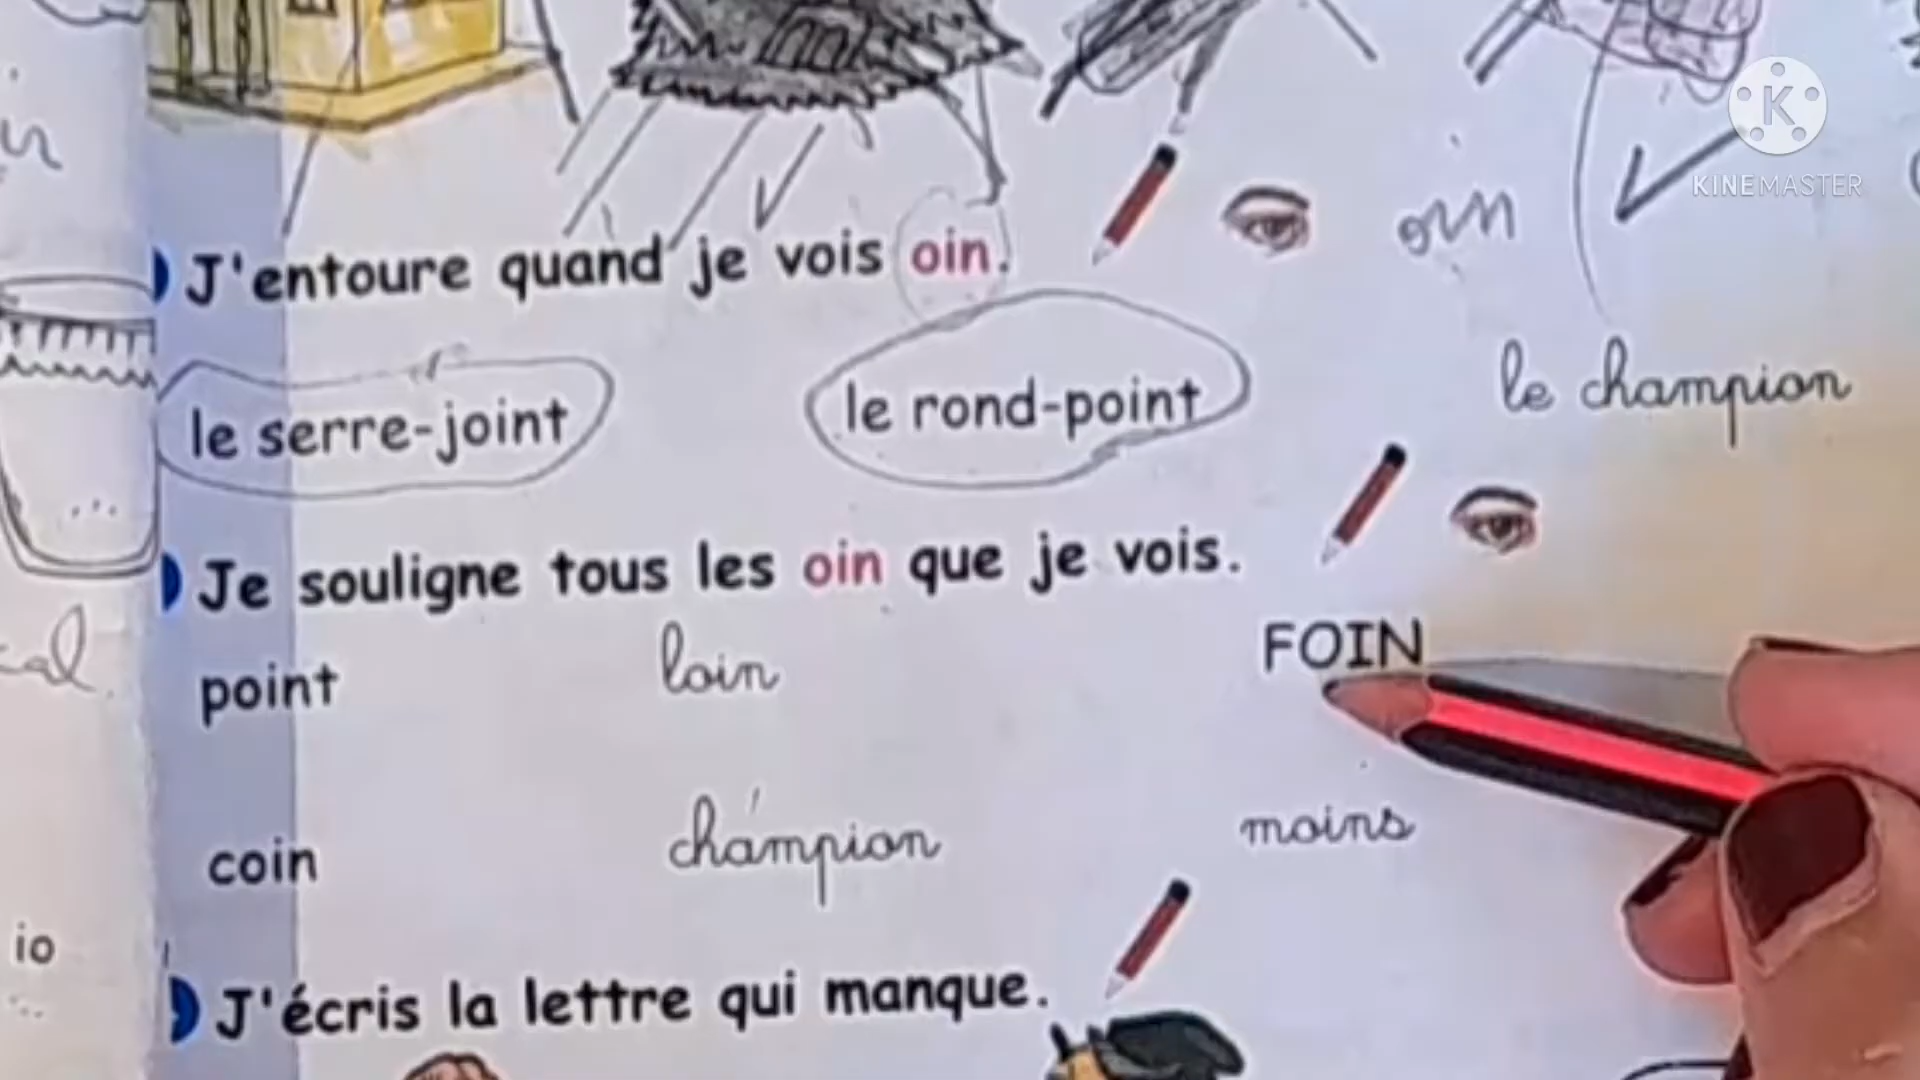 KINEMASTER
oin
J'entoure quand je vois oin.
le serre-joint le rond-point le champion
Je souligne tous les oin que je vois.
point loin FOIN
coin champion moins
io
J'écris la lettre qui manque.